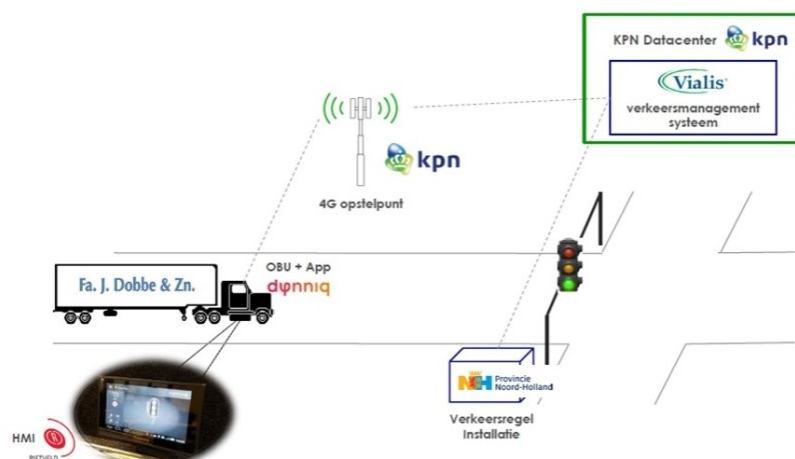 KPN Datacenter kpn
Vialis
verkeersmanagement
systeem
kpn
4G opstelpunt
OBU + App
dynniq
Fa. J. Dobbe & Zn.
Provincie
Noord-Holland
Verkeersregel
Installatie
HMI
R
RIETVELD